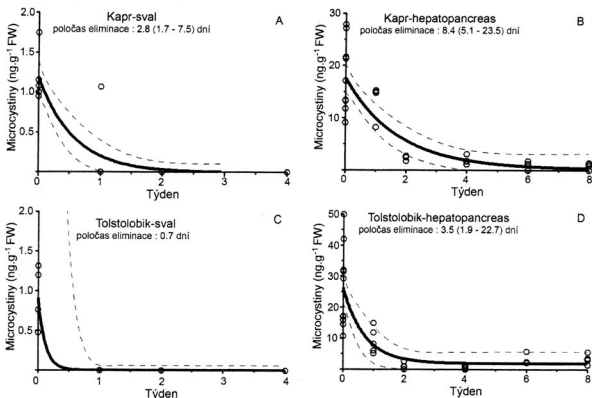 Kapr-sval A
poločas eliminace : 2.8 (1.7 - 7.5) dní
Microcystiny (ng.g⁻¹ FW)
2.0
1.5
1.0
0.5
0 1 2 3 4
Týden
Kapr-hepatopancreas B
poločas eliminace : 8.4 (5.1 - 23.5) dní
Microcystiny (ng.g⁻¹ FW)
30
20
10
0 2 4 6 8
Týden
Tolstolobik-sval C
poločas eliminace : 0.7 dní
Microcystiny (ng.g⁻¹ FW)
2.0
1.5
1.0
0.5
0 1 2 3 4
Týden
Tolstolobik-hepatopancreas D
poločas eliminace : 3.5 (1.9 - 22.7) dní
Microcystiny (ng.g⁻¹ FW)
50
40
30
20
10
0 2 4 6 8
Týden